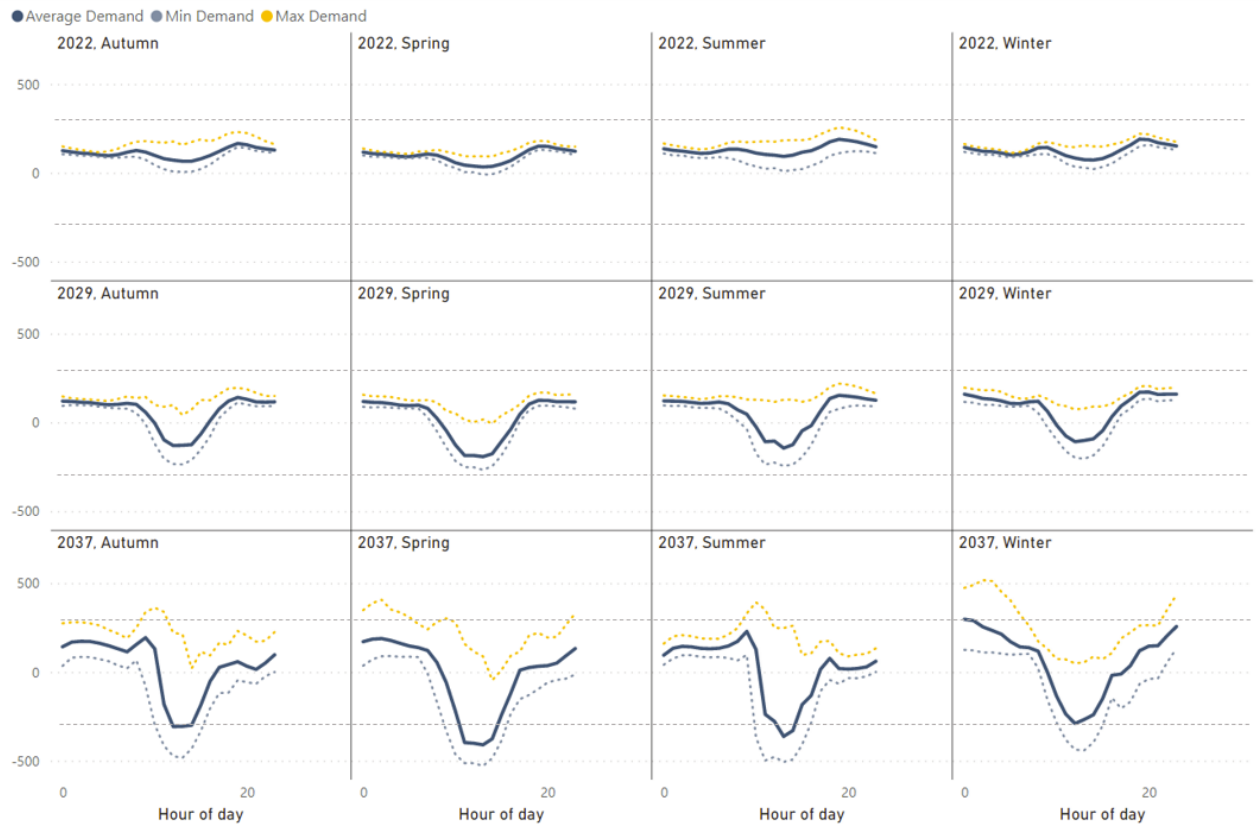 Average Demand Min Demand Max Demand
2022, Autumn 2022, Spring 2022, Summer 2022, Winter
500
0
-500
2029, Autumn 2029, Spring 2029, Summer 2029, Winter
500
0
-500
2037, Autumn 2037, Spring 2037, Summer 2037, Winter
500
0
-500
0 20 0 20 0 20 0 20
Hour of day Hour of day Hour of day Hour of day